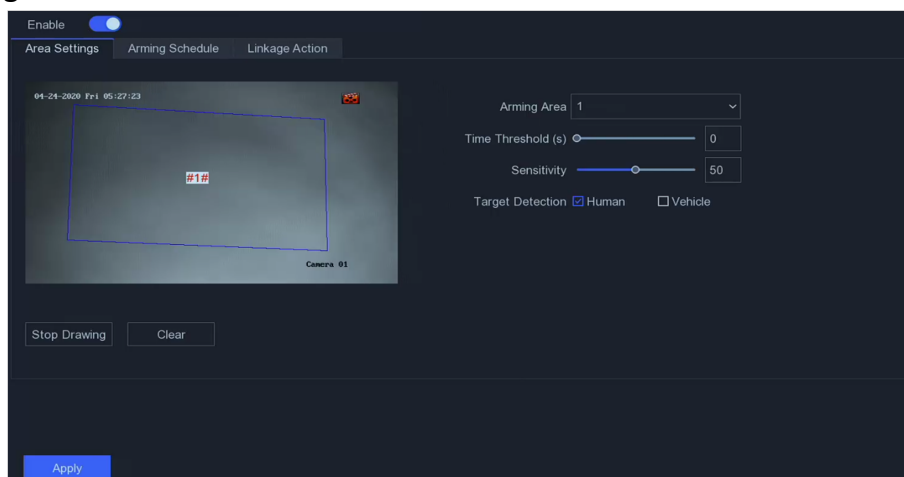 Enable
Area Settings Arming Schedule Linkage Action
04-24-2020 Fri 05:27:23
#1#
Camera 01
Arming Area 1
Time Threshold (s) 0
Sensitivity 50
Target Detection Human Vehicle
Stop Drawing Clear
Apply